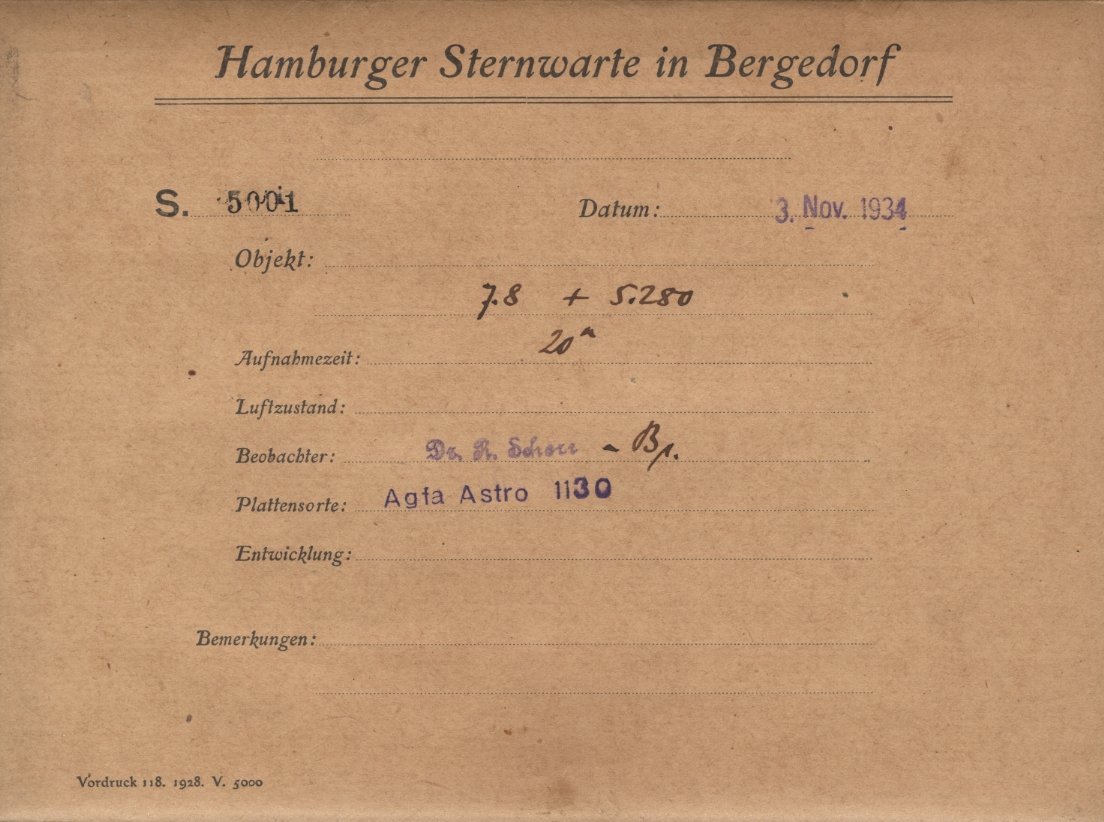 Hamburger Sternwarte in Bergedorf
S. 5001 Datum: 3. Nov. 1934
Objekt:
7.8 + 5.280
Aufnahmezeit: 20m
Luftzustand:
Beobachter: Dr. R. Schorr - Bp.
Plattensorte: Agfa Astro 1130
Entwicklung:
Bemerkungen:
Vordruck 118. 1928. V. 5000